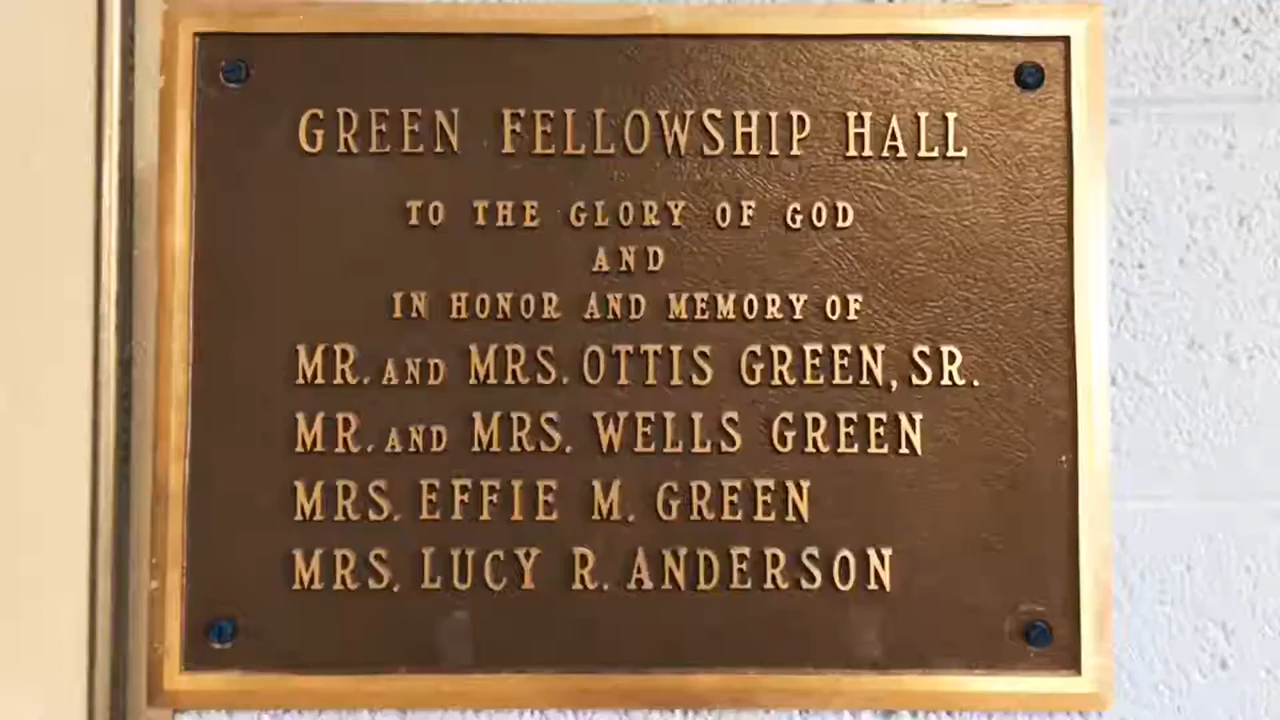 GREEN FELLOWSHIP HALL
TO THE GLORY OF GOD
AND
IN HONOR AND MEMORY OF
MR. AND MRS. OTTIS GREEN, SR.
MR. AND MRS. WELLS GREEN
MRS. EFFIE M. GREEN
MRS. LUCY R. ANDERSON